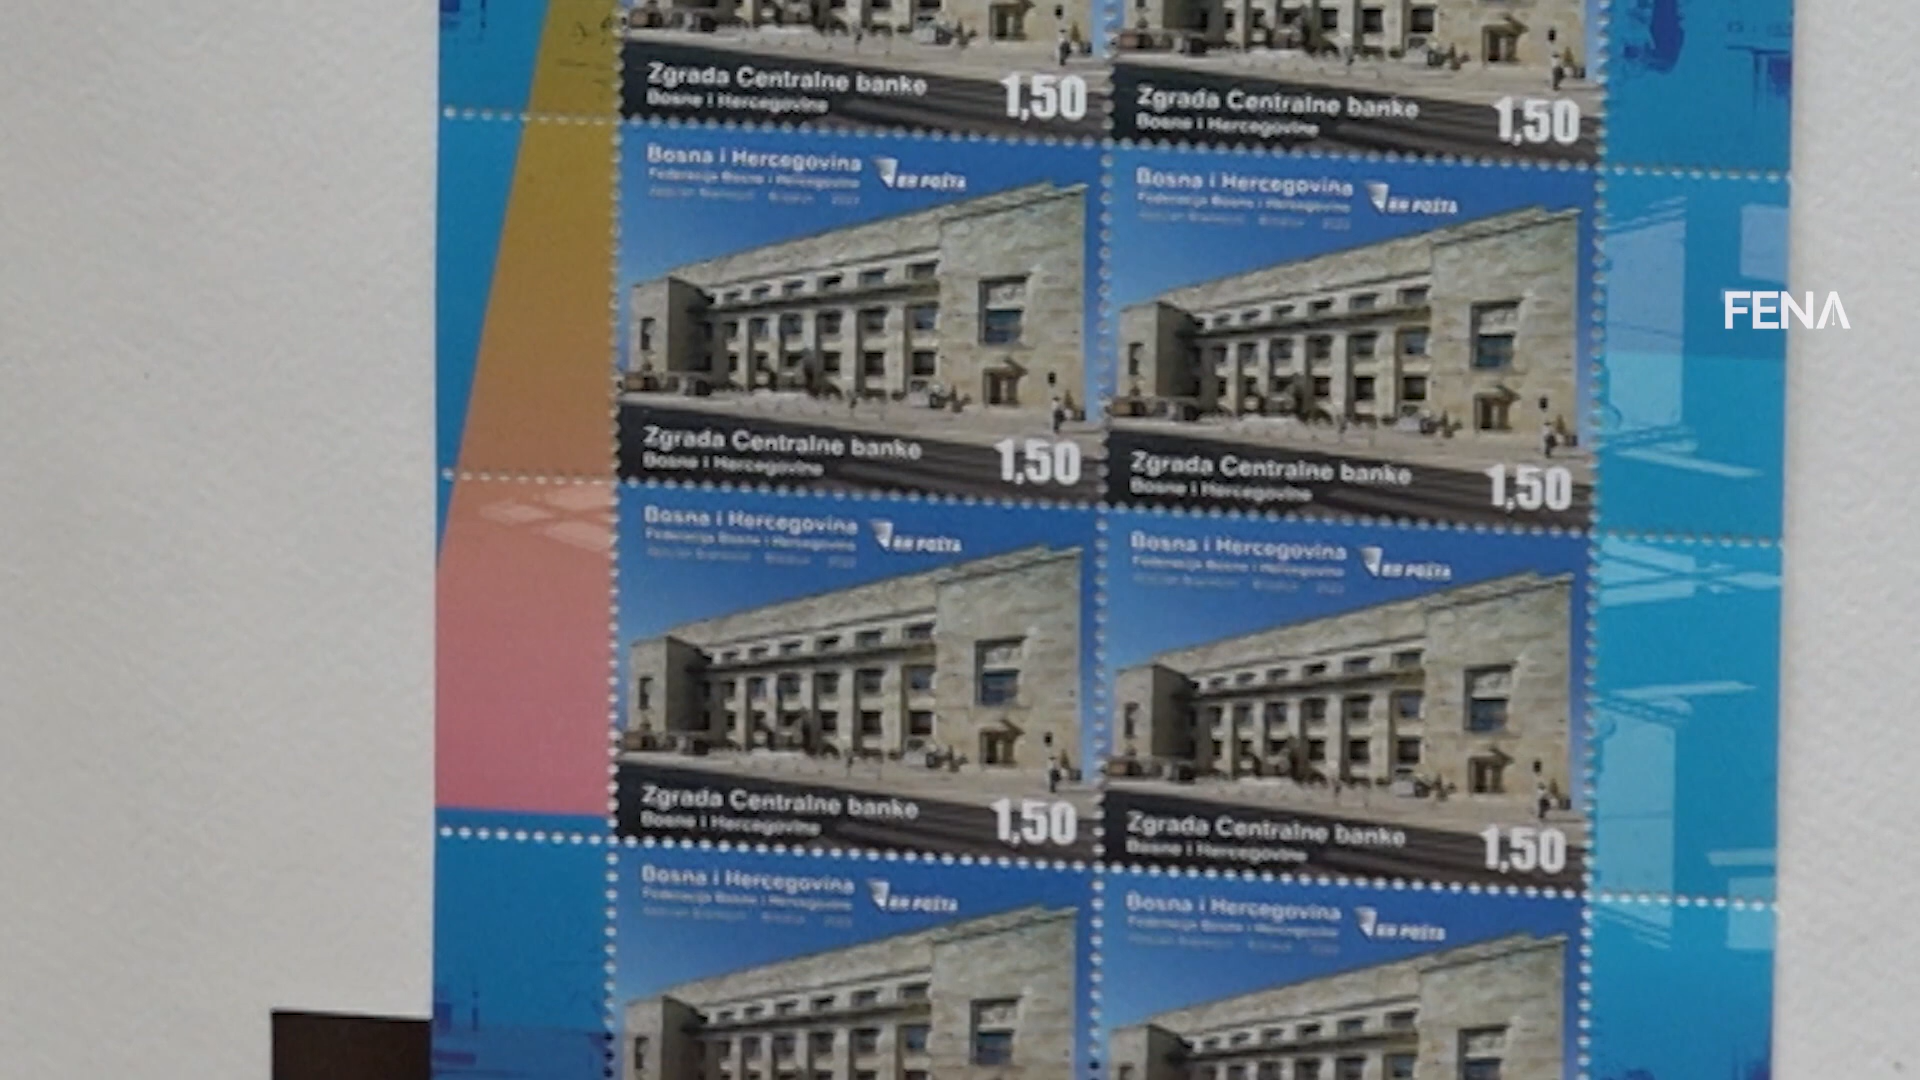 Zgrada Centralne banke
Bosne i Hercegovine
1,50
Zgrada Centralne banke
Bosne i Hercegovine
1,50
Bosna i Hercegovina
Federacija Bosne i Hercegovine
BH POŠTA
Zgrada Centralne banke
Bosne i Hercegovine
1,50
Bosna i Hercegovina
Federacija Bosne i Hercegovine
BH POŠTA
Zgrada Centralne banke
Bosne i Hercegovine
1,50
FENA
Bosna i Hercegovina
Federacija Bosne i Hercegovine
BH POŠTA
Zgrada Centralne banke
Bosne i Hercegovine
1,50
Bosna i Hercegovina
Federacija Bosne i Hercegovine
BH POŠTA
Zgrada Centralne banke
Bosne i Hercegovine
1,50
Bosna i Hercegovina
Federacija Bosne i Hercegovine
BH POŠTA
Bosna i Hercegovina
Federacija Bosne i Hercegovine
BH POŠTA